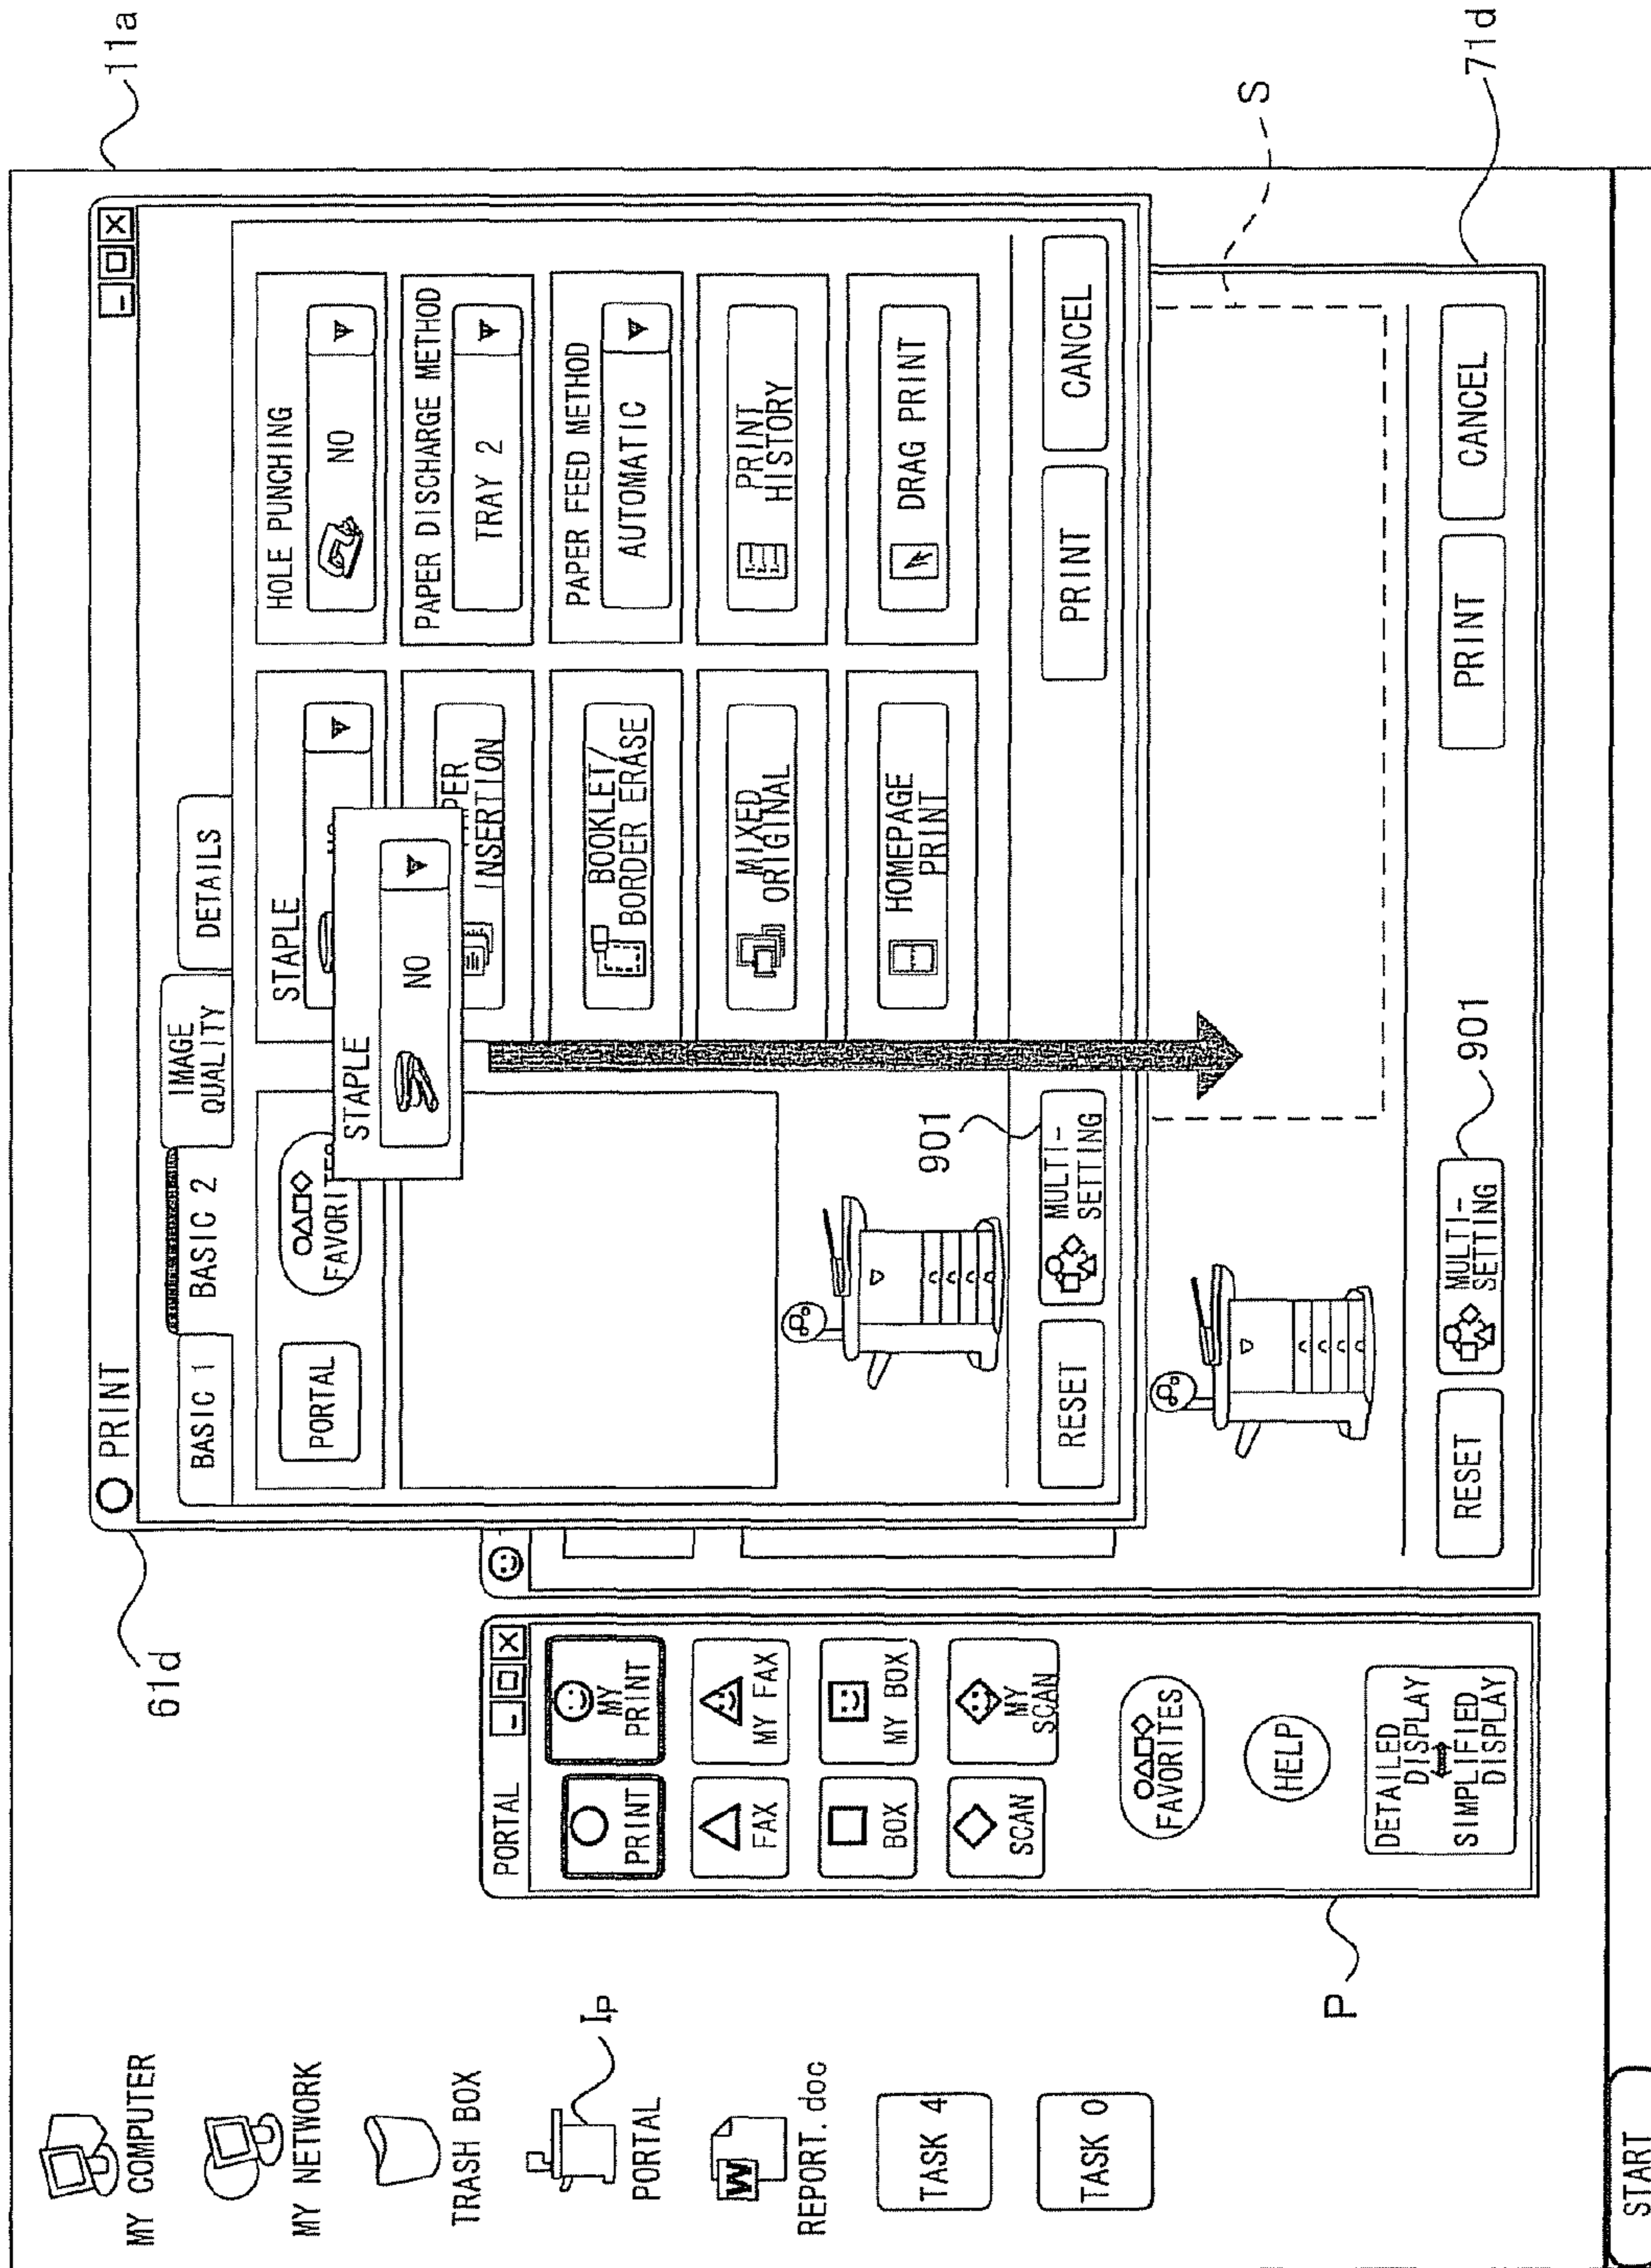 11a
61d
PRINT
BASIC 1
BASIC 2
IMAGE
QUALITY
DETAILS
PORTAL
FAVORITES
STAPLE
NO
STAPLE
INSERTION
BOOKLET/
BORDER ERASE
MIXED
ORIGINAL
HOMEPAGE
PRINT
HOLE PUNCHING
NO
PAPER DISCHARGE METHOD
TRAY 2
PAPER FEED METHOD
AUTOMATIC
PRINT
HISTORY
DRAG PRINT
901
RESET
MULTI-
SETTING
PRINT
CANCEL
S
71d
901
RESET
MULTI-
SETTING
PRINT
CANCEL
PORTAL
PRINT
MY
PRINT
FAX
MY FAX
BOX
MY BOX
SCAN
MY
SCAN
FAVORITES
HELP
DETAILED
DISPLAY
SIMPLIFIED
DISPLAY
P
MY COMPUTER
MY NETWORK
TRASH BOX
IP
PORTAL
W
REPORT.doc
TASK 4
TASK 0
START